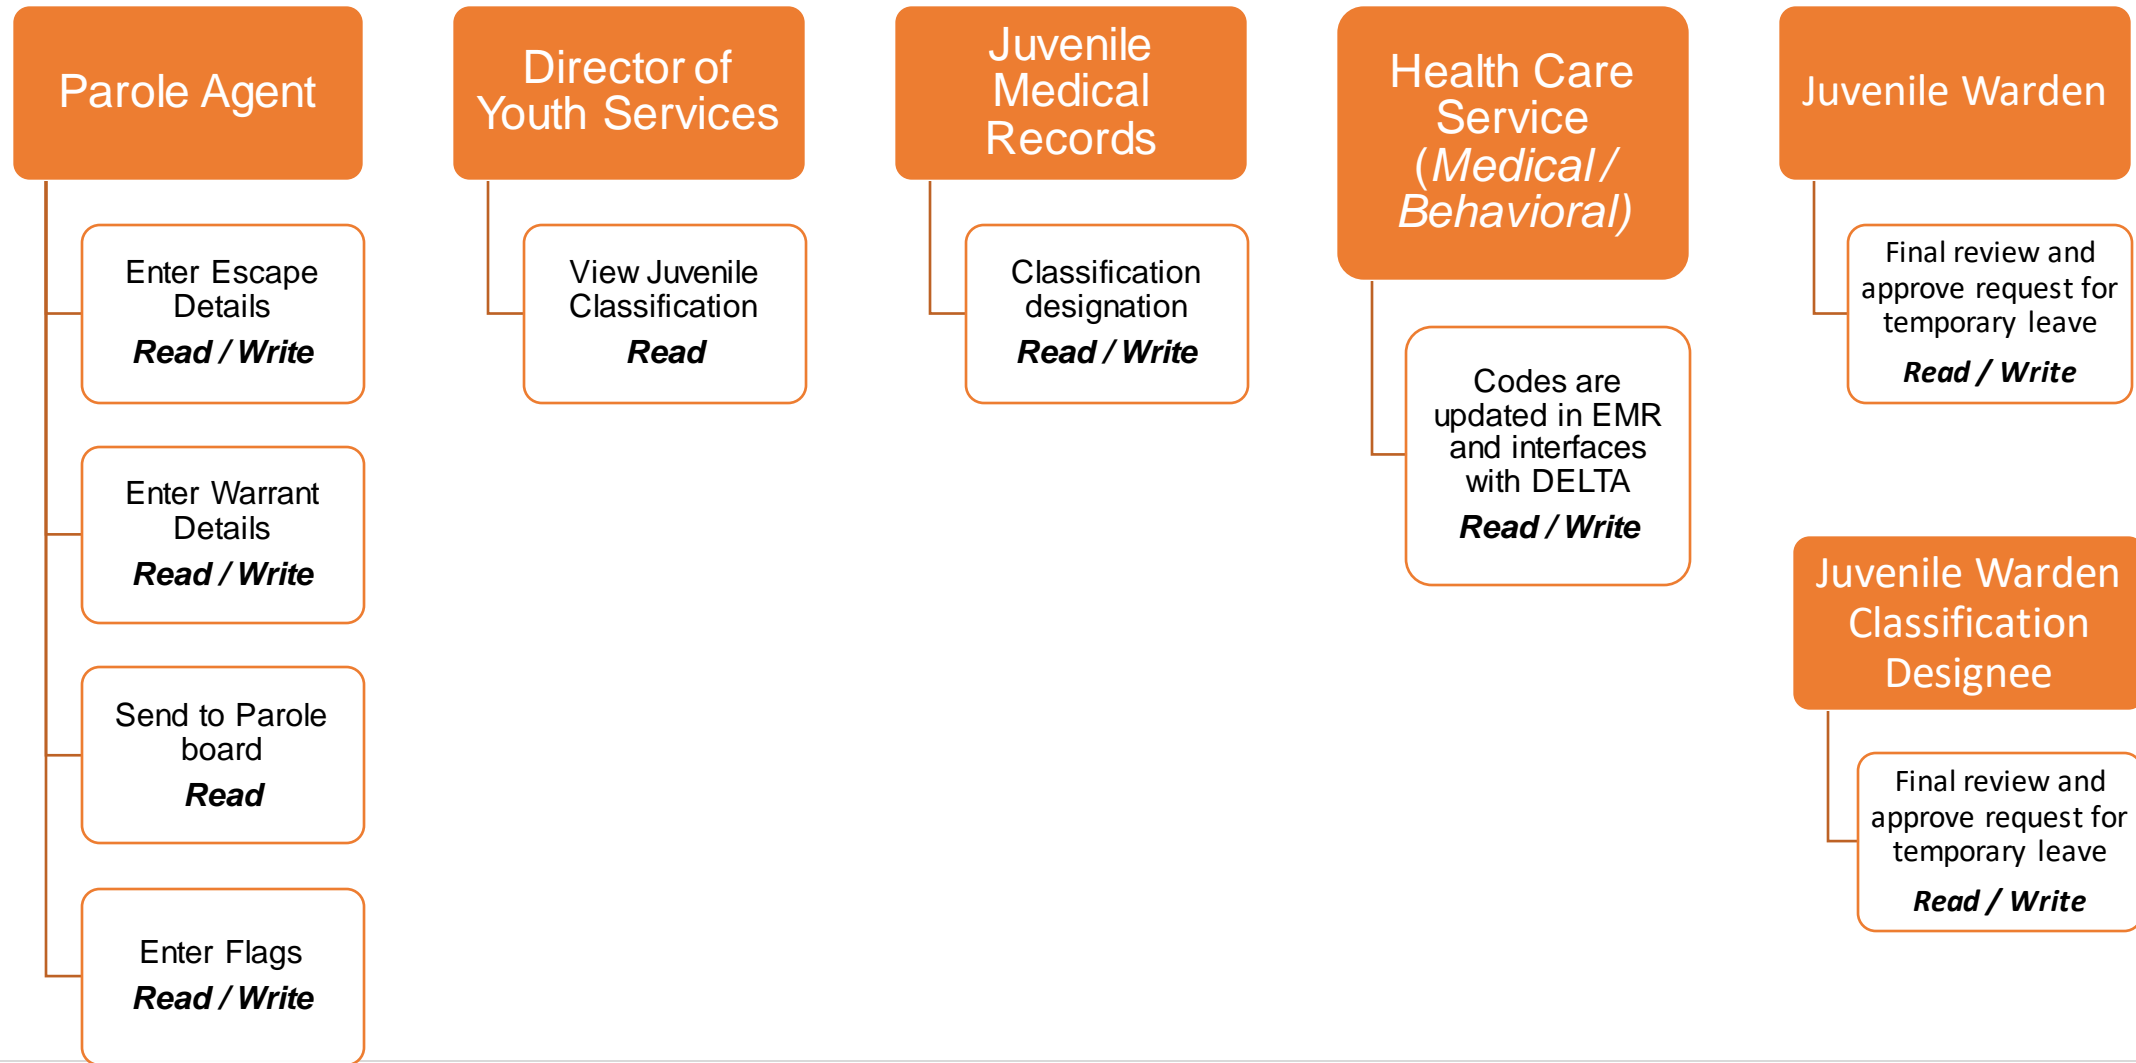 Parole Agent
Enter Escape
Details
Read / Write
Enter Warrant
Details
Read / Write
Send to Parole
board
Read
Enter Flags
Read / Write
Director of
Youth Services
View Juvenile
Classification
Read
Juvenile
Medical
Records
Classification
designation
Read / Write
Health Care
Service
(Medical /
Behavioral)
Codes are
updated in EMR
and interfaces
with DELTA
Read / Write
Juvenile Warden
Final review and
approve request for
temporary leave
Read / Write
Juvenile Warden
Classification
Designee
Final review and
approve request for
temporary leave
Read / Write